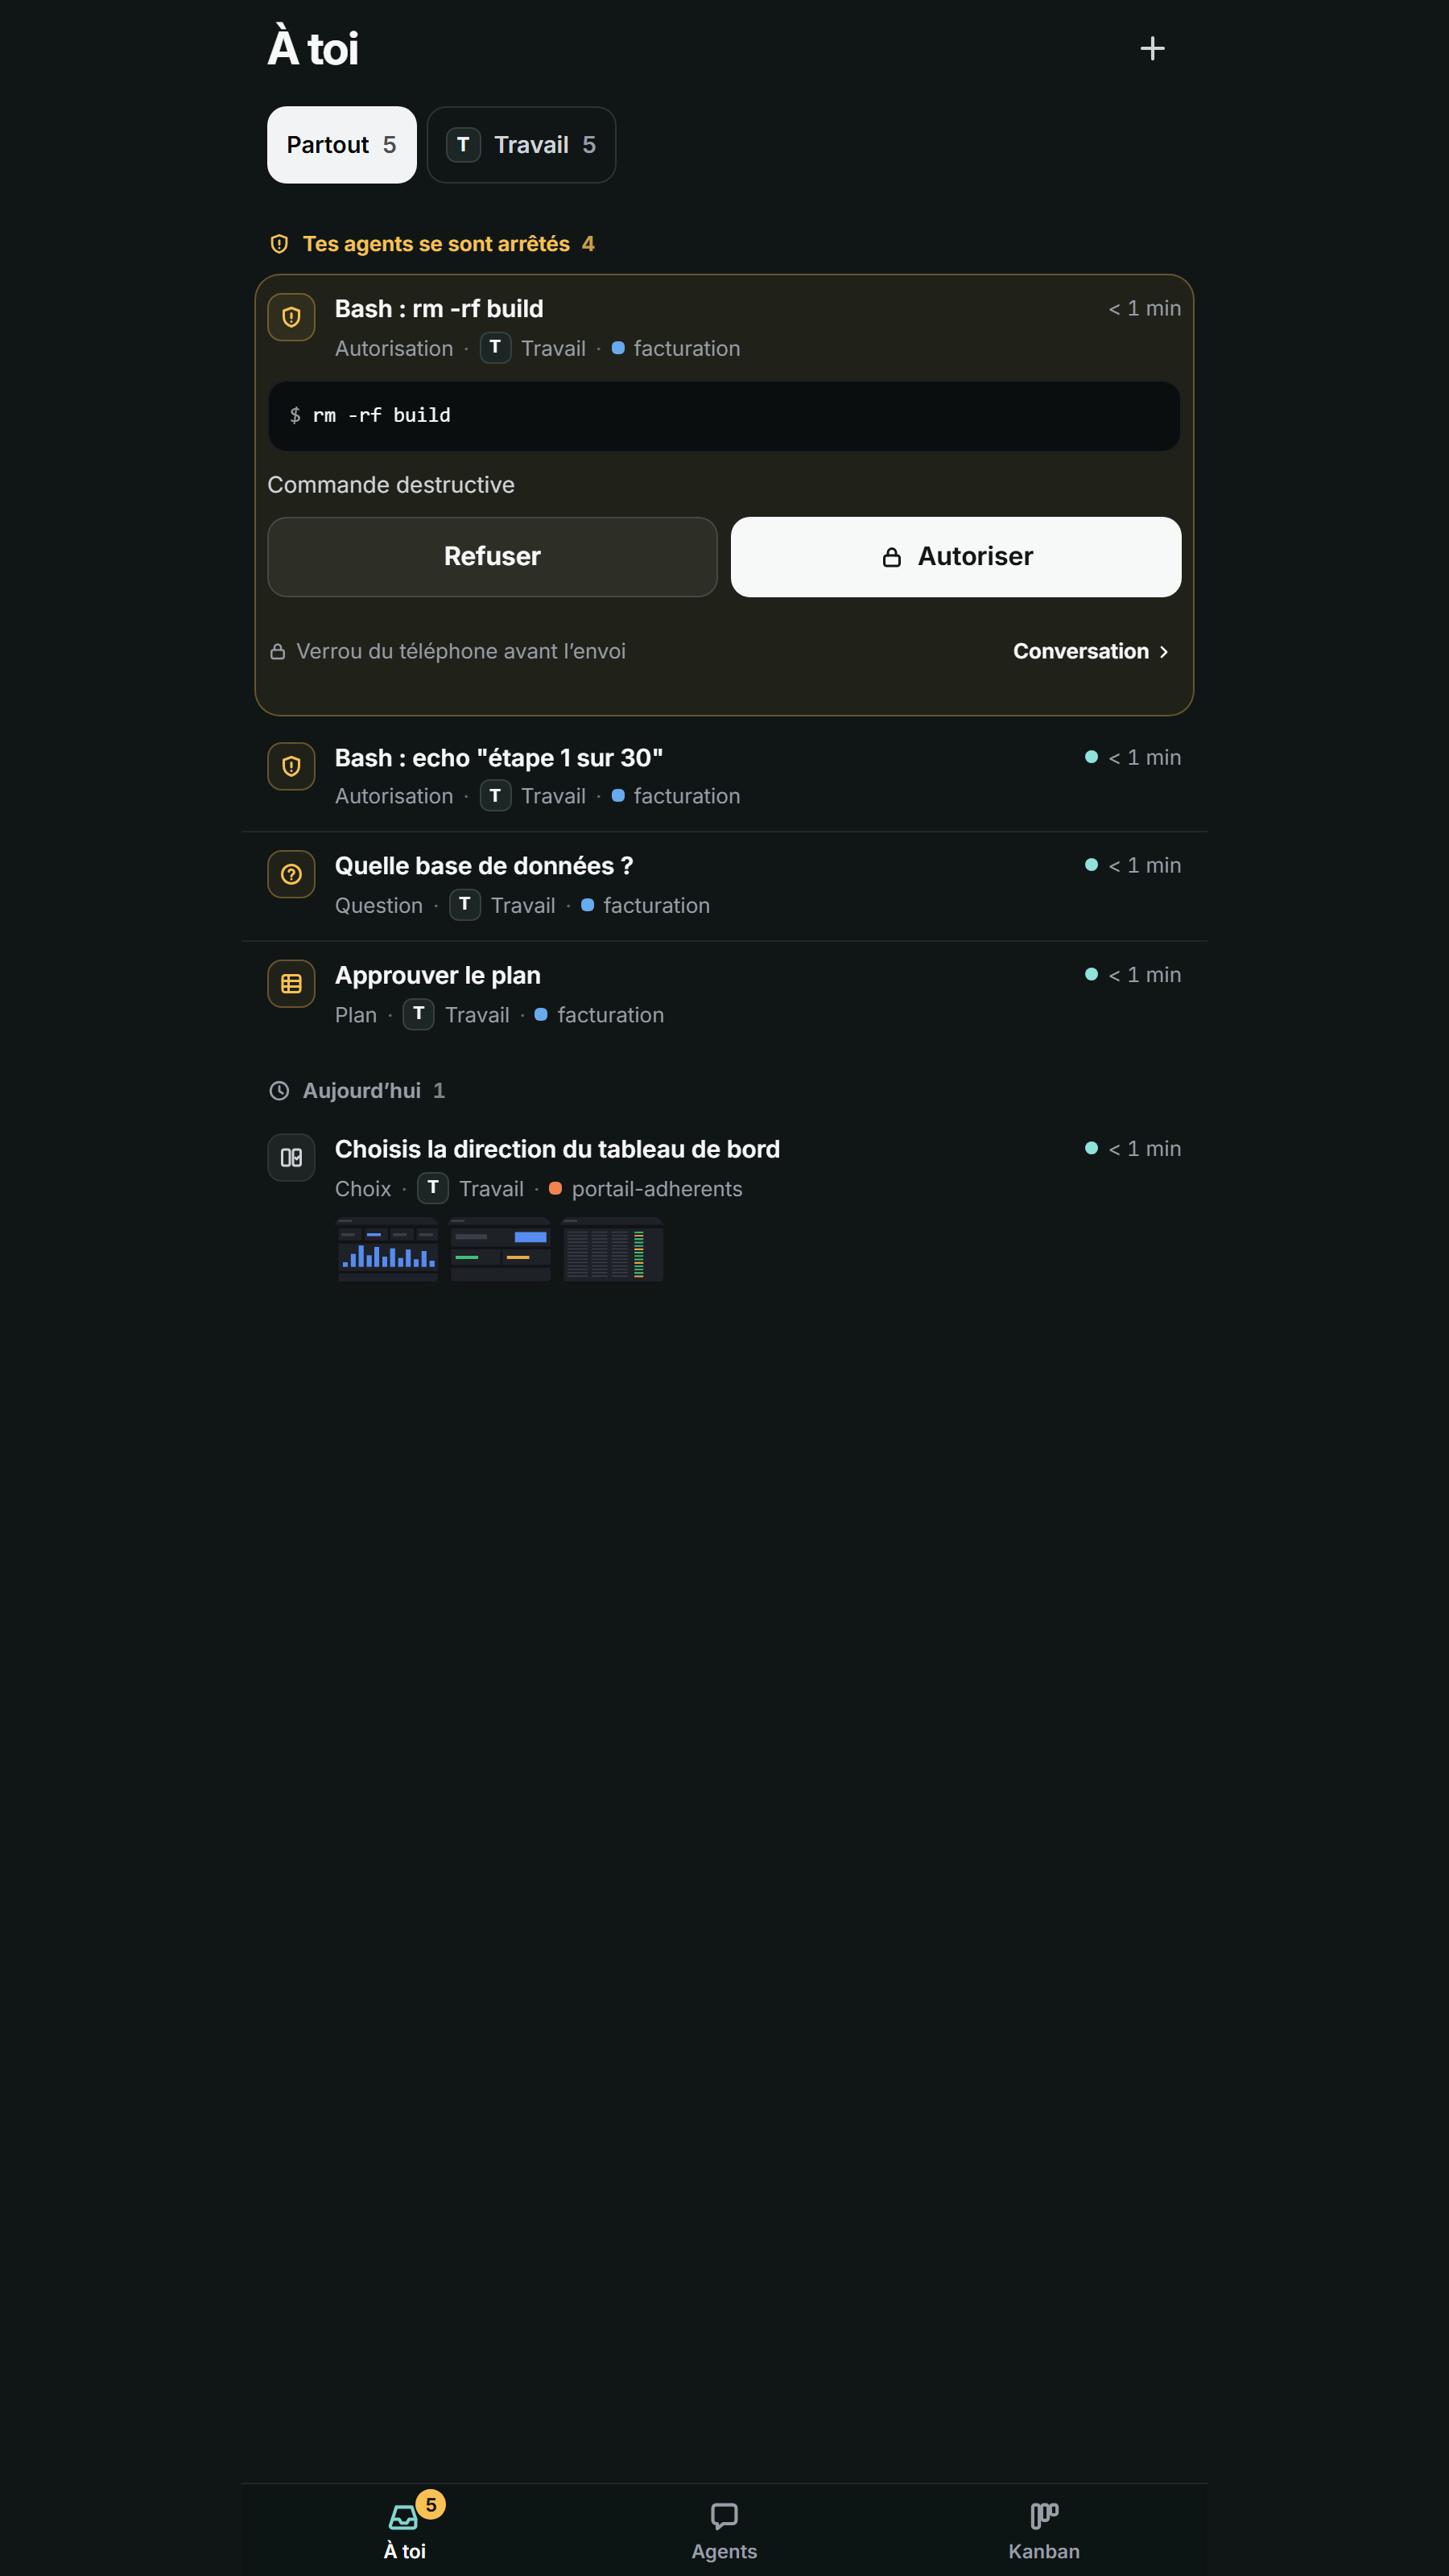 À toi
Partout 5
T Travail 5
Tes agents se sont arrêtés 4
Bash : rm -rf build < 1 min
Autorisation · T Travail · facturation
$ rm -rf build
Commande destructive
Refuser
Autoriser
Verrou du téléphone avant l’envoi
Conversation
Bash : echo "étape 1 sur 30" < 1 min
Autorisation · T Travail · facturation
Quelle base de données ? < 1 min
Question · T Travail · facturation
Approuver le plan < 1 min
Plan · T Travail · facturation
Aujourd’hui 1
Choisis la direction du tableau de bord < 1 min
Choix · T Travail · portail-adherents
5
À toi
Agents
Kanban